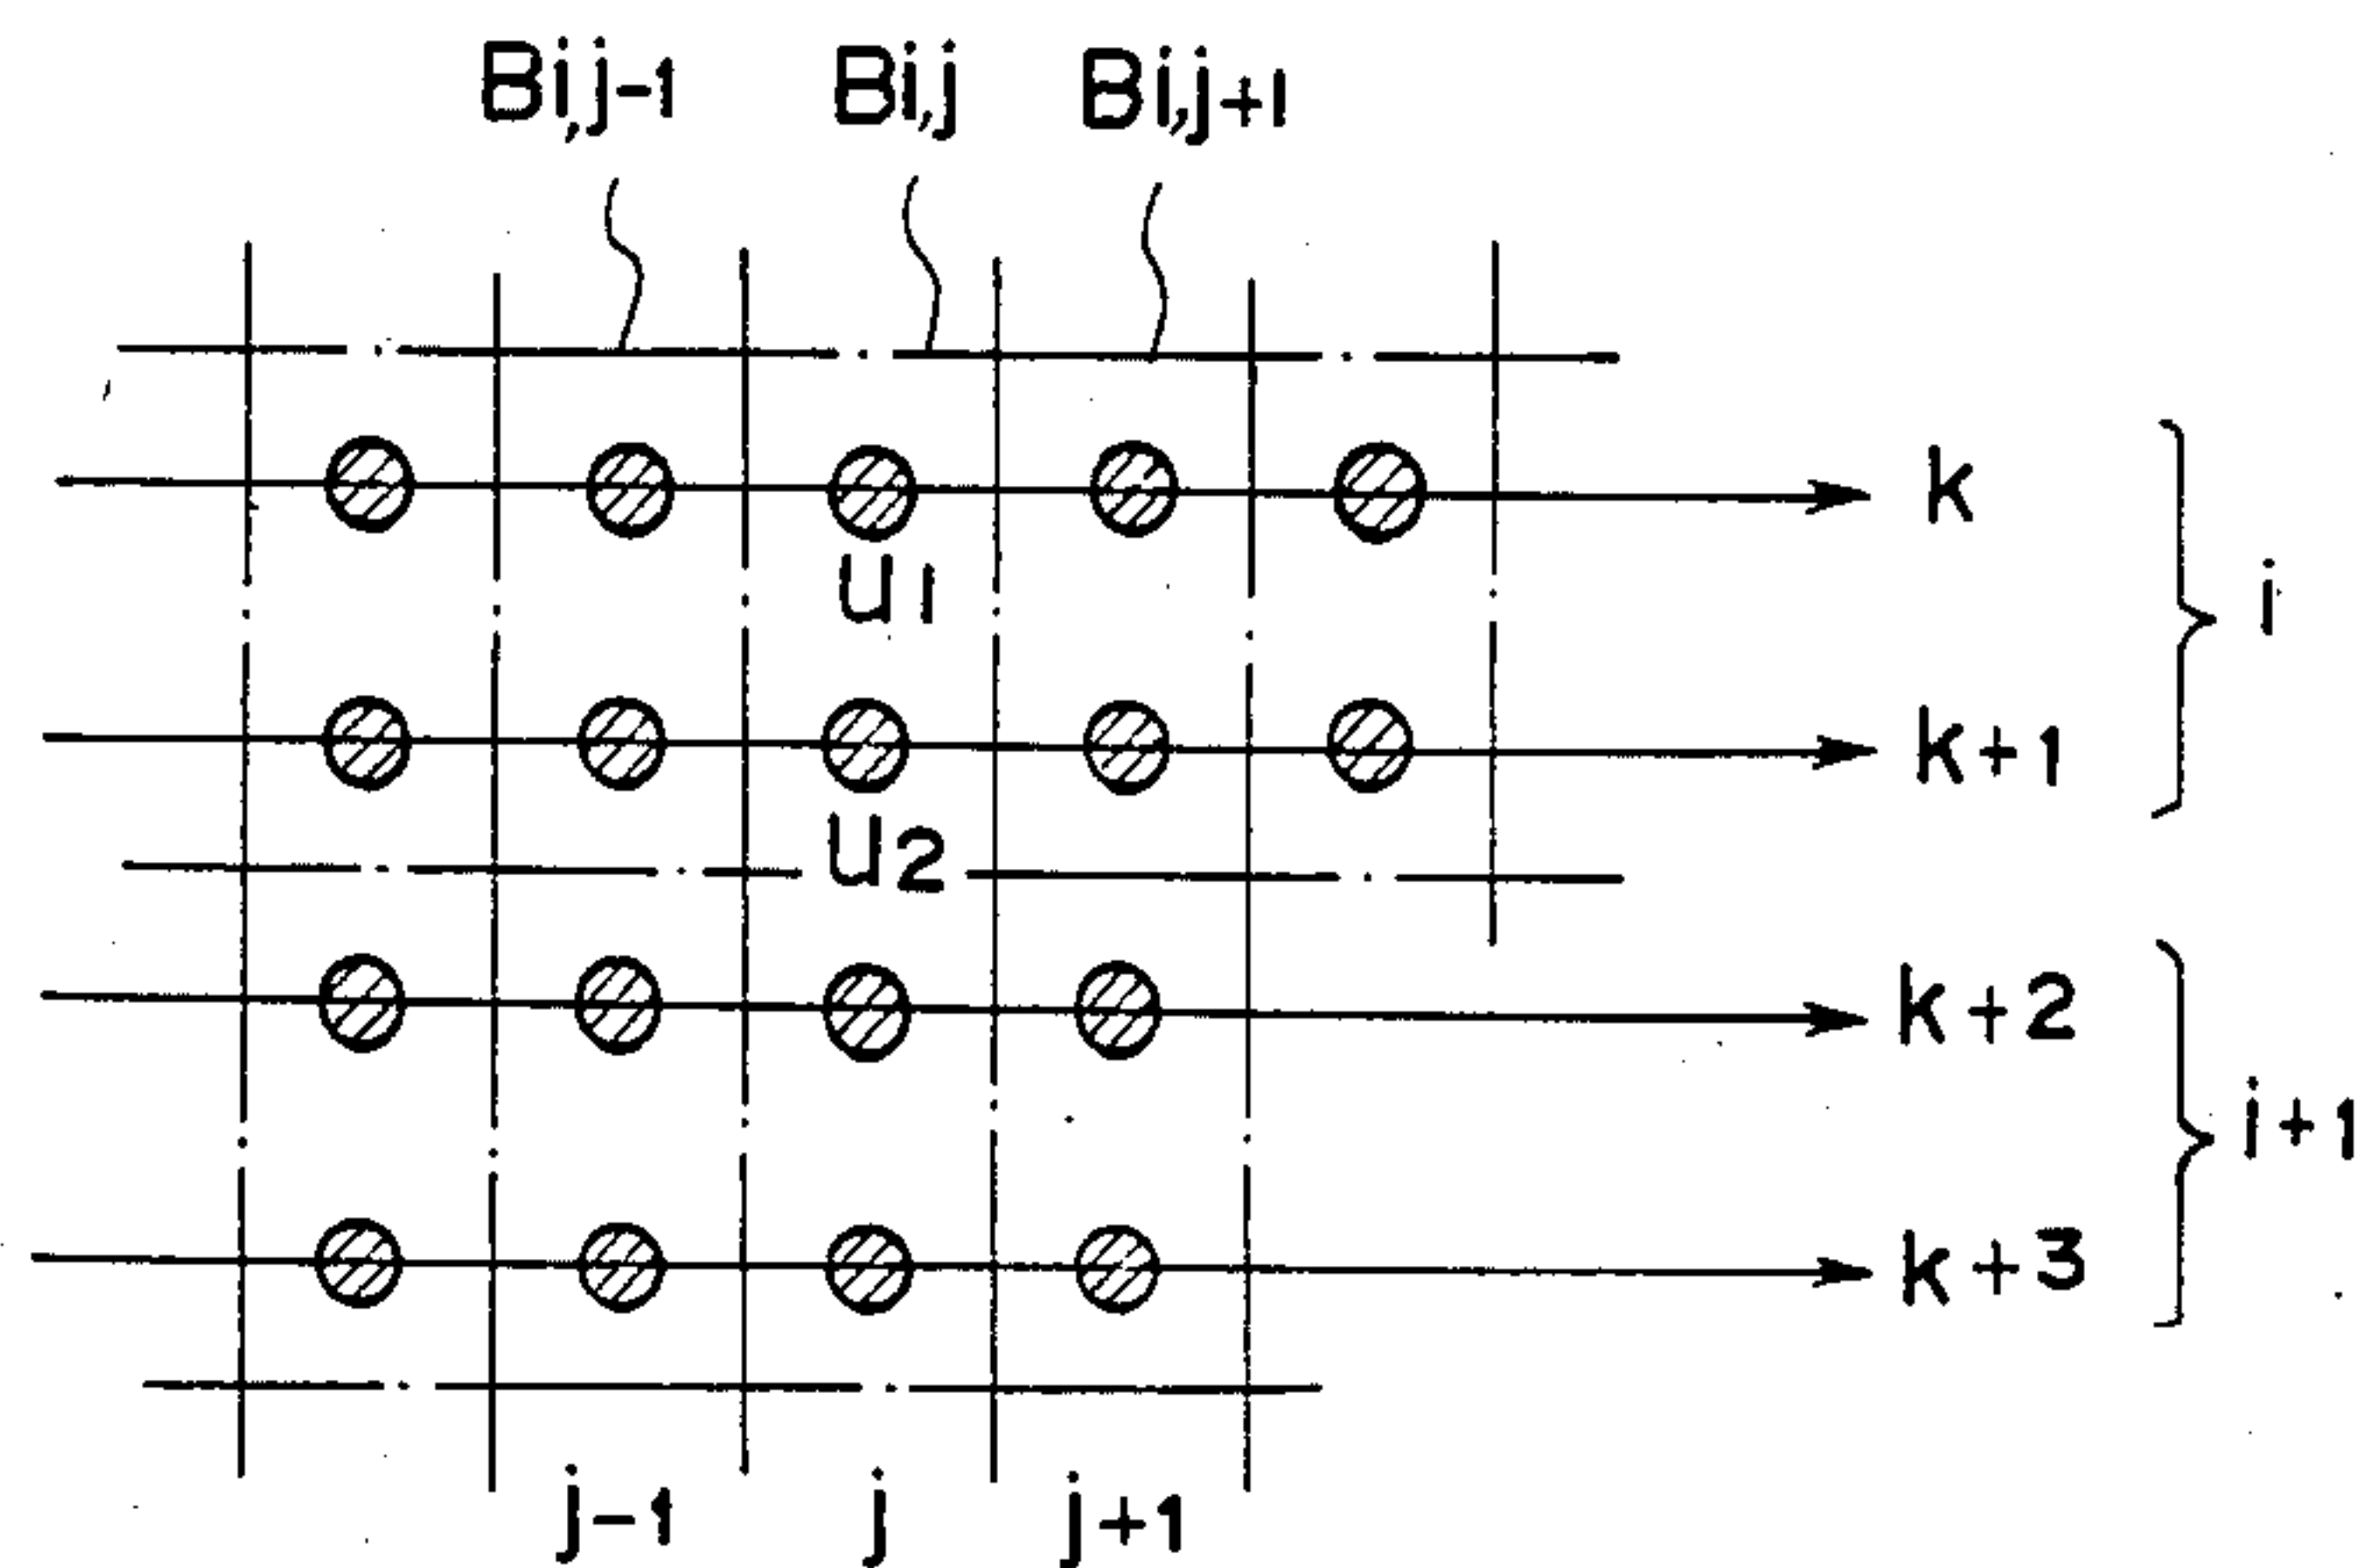 Bi,j-1 Bi,j Bi,j+1
k
i
u1
k+1
u2
k+2
i+1
k+3
j-1 j j+1